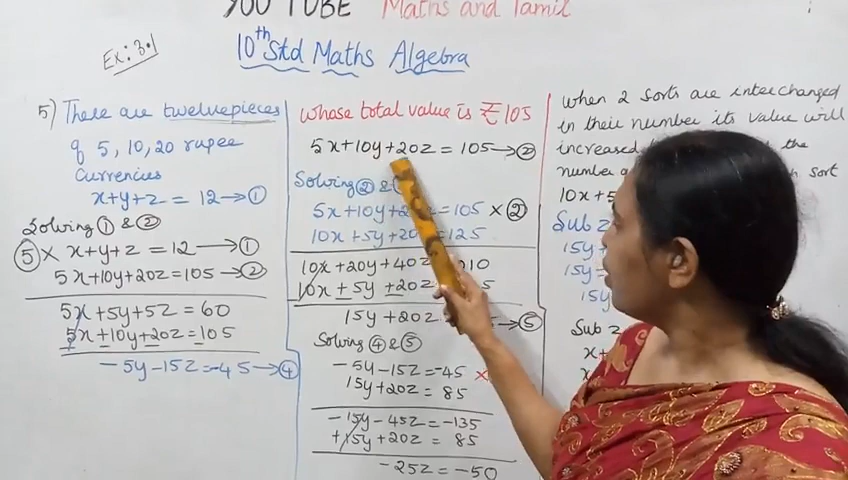 YOU TUBE Maths and Tamil
Ex: 3.1
10th Std Maths Algebra
5) There are twelve pieces
of 5, 10, 20 rupee
currencies
x+y+z = 12 → ①
Solving ① & ②
⑤ × x+y+z = 12 → ①
5x+10y+20z = 105 → ②
5x+5y+5z = 60
5x+10y+20z = 105
-5y-15z = -45 → ④
whose total value is ₹ 105
5x+10y+20z = 105 → ②
Solving ② &
5x+10y+20z = 105 × ②
10x+5y+20 = 125
10x+20y+40z 210
10x+5y+20z 5
15y+20z → ⑤
Solving ④ & ⑤
-5y-15z = -45 ×
15y+20z = 85
-15y-45z = -135
+15y+20z = 85
-25z = -50
When 2 sorts are interchanged
in their number its value will
increased the
number sort
10x+5
Sub z
15y
15y
15y
Sub
x+
x